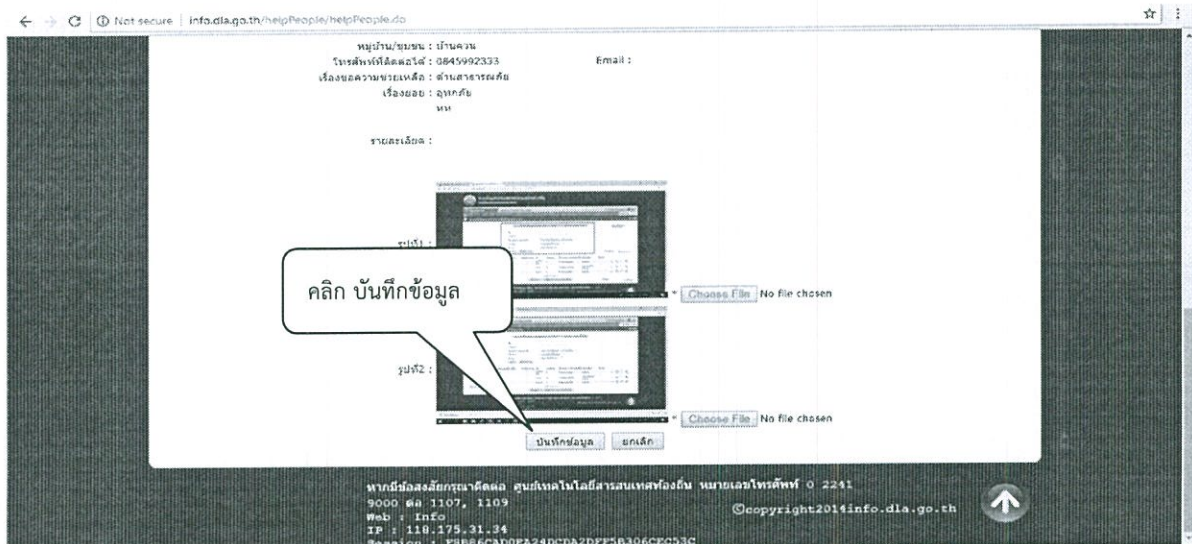 Not secure | info.dla.go.th/helpPeople/helpPeople.do
หมู่บ้าน/ชุมชน : บ้านควน
โทรศัพท์ที่ติดต่อได้ : 0845992333 Email :
เรื่องขอความช่วยเหลือ : ด้านสาธารณภัย
เรื่องย่อย : อุทกภัย
หห
รายละเอียด :
รูปที่1 :
คลิก บันทึกข้อมูล
* Choose File No file chosen
รูปที่2 :
* Choose File No file chosen
บันทึกข้อมูล ยกเลิก
หากมีข้อสงสัยกรุณาติดต่อ ศูนย์เทคโนโลยีสารสนเทศท้องถิ่น หมายเลขโทรศัพท์ 0 2241
9000 ต่อ 1107, 1109
©copyright2014info.dla.go.th
Web : Info
IP : 118.175.31.34
Session :